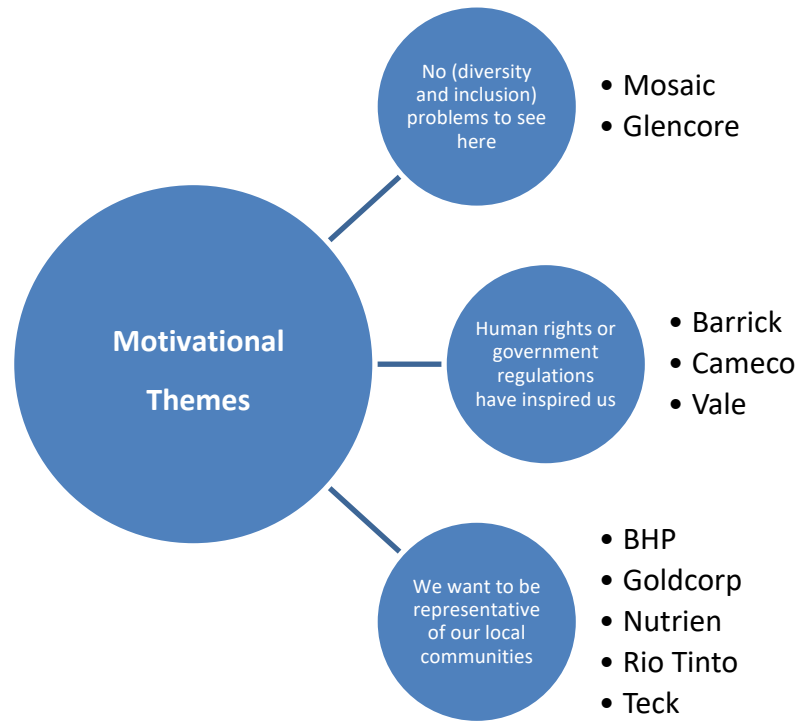 Motivational
Themes
No (diversity
and inclusion)
problems to see
here
• Mosaic
• Glencore
Human rights or
government
regulations
have inspired us
• Barrick
• Cameco
• Vale
We want to be
representative
of our local
communities
• BHP
• Goldcorp
• Nutrien
• Rio Tinto
• Teck